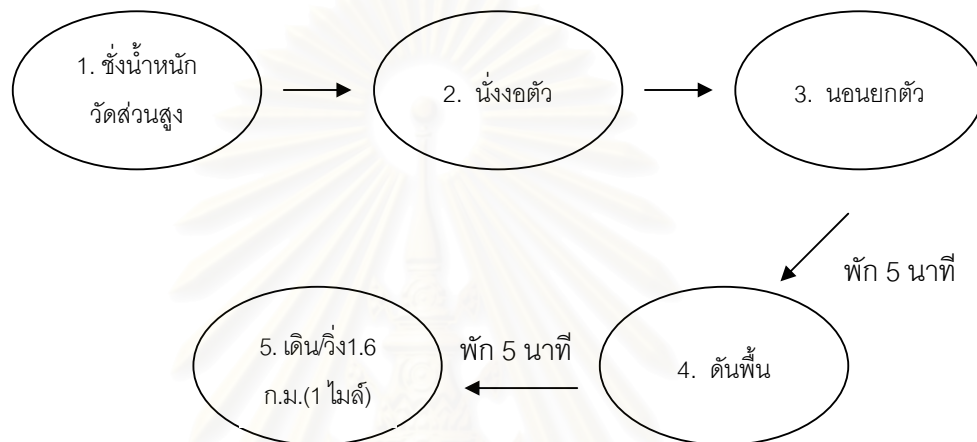 1. ชั่งน้ำหนัก
วัดส่วนสูง
2. นั่งงอตัว
3. นอนยกตัว
พัก 5 นาที
4. ดันพื้น
พัก 5 นาที
5. เดิน/วิ่ง1.6
ก.ม.(1 ไมล์)